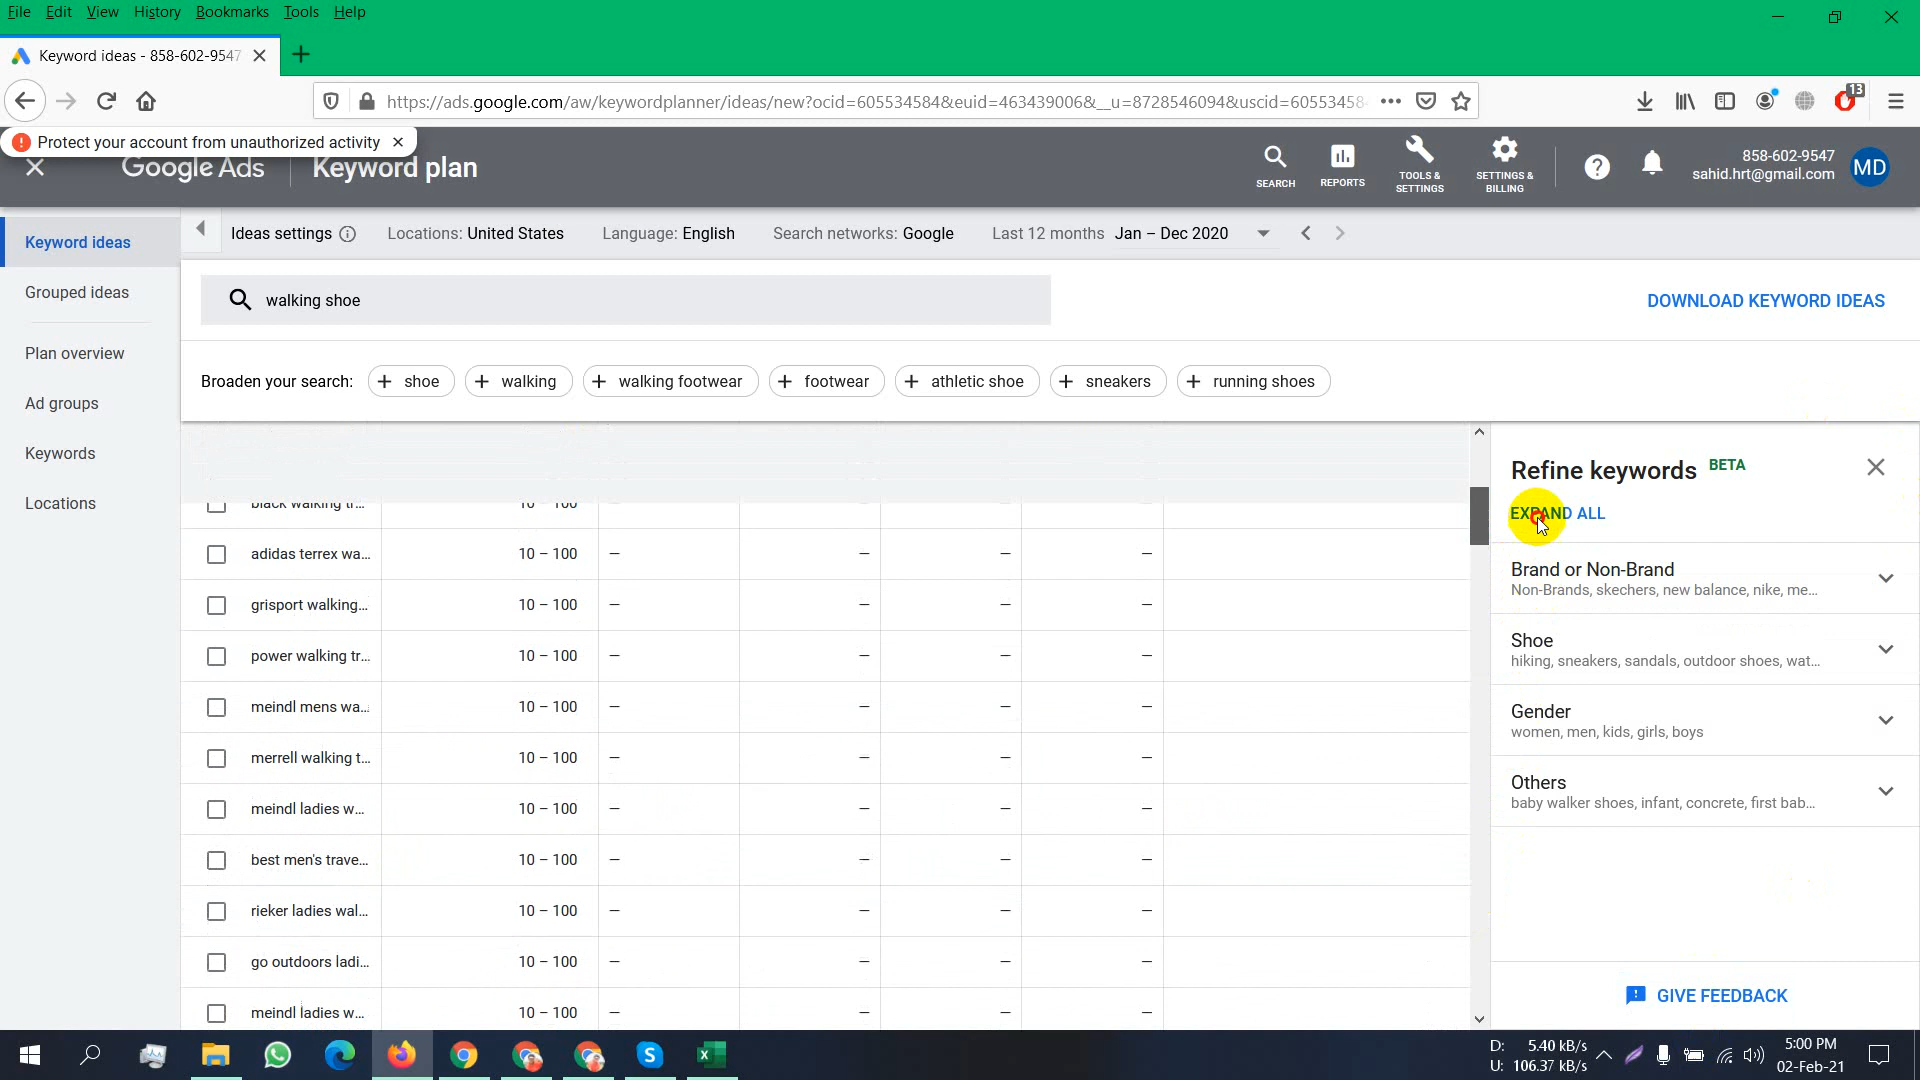 File Edit View History Bookmarks Tools Help
Keyword ideas - 858-602-9547
https://ads.google.com/aw/keywordplanner/ideas/new?ocid=605534584&euid=463439006&__u=8728546094&uscid=60553458
13
Protect your account from unauthorized activity
Google Ads Keyword plan
SEARCH
REPORTS
TOOLS & SETTINGS
SETTINGS & BILLING
858-602-9547
sahid.hrt@gmail.com
MD
Keyword ideas
Grouped ideas
Plan overview
Ad groups
Keywords
Locations
Ideas settings Locations: United States Language: English Search networks: Google Last 12 months Jan – Dec 2020
walking shoe
DOWNLOAD KEYWORD IDEAS
Broaden your search: + shoe + walking + walking footwear + footwear + athletic shoe + sneakers + running shoes
black walking tr... 10 – 100
adidas terrex wa... 10 – 100 – – – –
grisport walking... 10 – 100 – – – –
power walking tr... 10 – 100 – – – –
meindl mens wa... 10 – 100 – – – –
merrell walking t... 10 – 100 – – – –
meindl ladies w... 10 – 100 – – – –
best men's trave... 10 – 100 – – – –
rieker ladies wal... 10 – 100 – – – –
go outdoors ladi... 10 – 100 – – – –
meindl ladies w... 10 – 100 – – – –
Refine keywords BETA
EXPAND ALL
Brand or Non-Brand
Non-Brands, skechers, new balance, nike, me...
Shoe
hiking, sneakers, sandals, outdoor shoes, wat...
Gender
women, men, kids, girls, boys
Others
baby walker shoes, infant, concrete, first bab...
GIVE FEEDBACK
D: 5.40 kB/s
U: 106.37 kB/s
5:00 PM
02-Feb-21